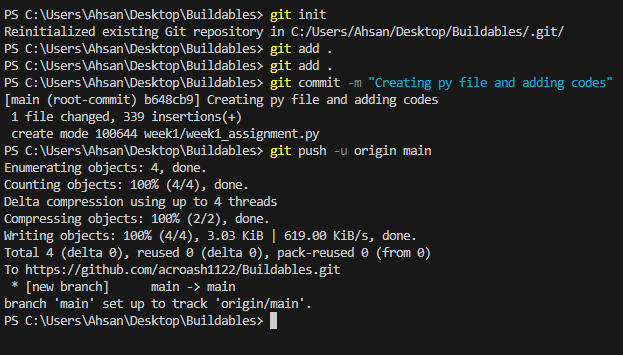 PS C:\Users\Ahsan\Desktop\Buildables> git init
Reinitialized existing Git repository in C:/Users/Ahsan/Desktop/Buildables/.git/
PS C:\Users\Ahsan\Desktop\Buildables> git add .
PS C:\Users\Ahsan\Desktop\Buildables> git add .
PS C:\Users\Ahsan\Desktop\Buildables> git commit -m "Creating py file and adding codes"
[main (root-commit) b648cb9] Creating py file and adding codes
 1 file changed, 339 insertions(+)
 create mode 100644 week1/week1_assignment.py
PS C:\Users\Ahsan\Desktop\Buildables> git push -u origin main
Enumerating objects: 4, done.
Counting objects: 100% (4/4), done.
Delta compression using up to 4 threads
Compressing objects: 100% (2/2), done.
Writing objects: 100% (4/4), 3.03 KiB | 619.00 KiB/s, done.
Total 4 (delta 0), reused 0 (delta 0), pack-reused 0 (from 0)
To https://github.com/acroash1122/Buildables.git
 * [new branch]      main -> main
branch 'main' set up to track 'origin/main'.
PS C:\Users\Ahsan\Desktop\Buildables>